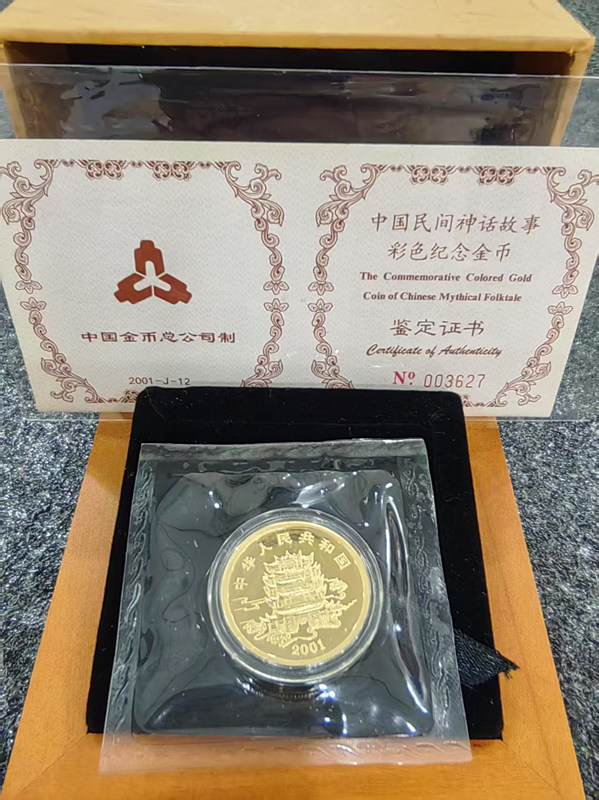 中国金币总公司制
2001-J-12
中国民间神话故事
彩色纪念金币
The Commemorative Colored Gold
Coin of Chinese Mythical Folktale
鉴定证书
Certificate of Authenticity
Nº 003627
中华人民共和国
2001